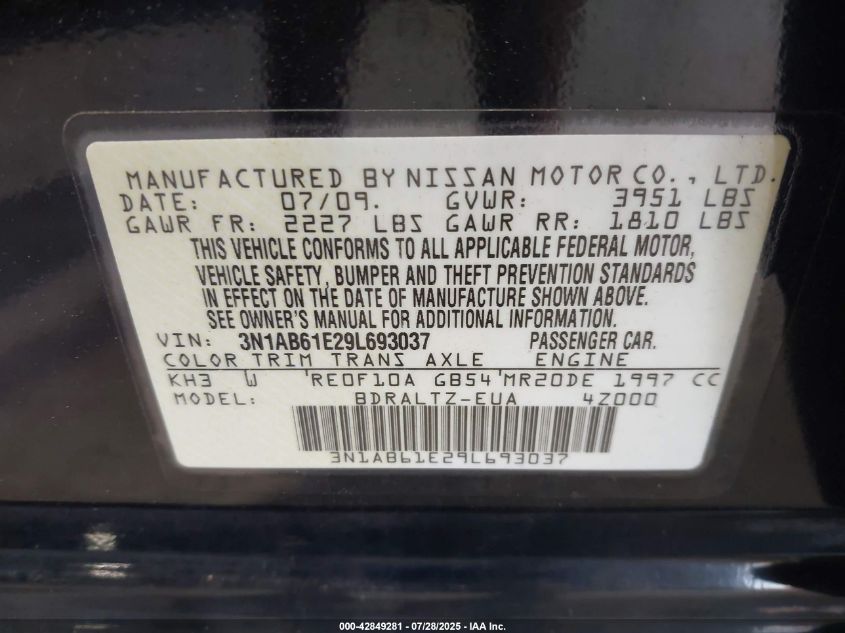 MANUFACTURED BY NISSAN MOTOR CO., LTD.
DATE: 07/09. GVWR: 3951 LBS
GAWR FR: 2227 LBS GAWR RR: 1810 LBS
THIS VEHICLE CONFORMS TO ALL APPLICABLE FEDERAL MOTOR,
VEHICLE SAFETY, BUMPER AND THEFT PREVENTION STANDARDS
IN EFFECT ON THE DATE OF MANUFACTURE SHOWN ABOVE.
SEE OWNER'S MANUAL FOR ADDITIONAL INFORMATION.
VIN: 3N1AB61E29L693037 PASSENGER CAR.
COLOR TRIM TRANS AXLE ENGINE
KH3 W 'RE0F10A GB54'MR20DE 1997 CC
MODEL: BDRALTZ-EUA 4Z000
3N1AB61E29L693037
000-42849281 - 07/28/2025 - IAA Inc.